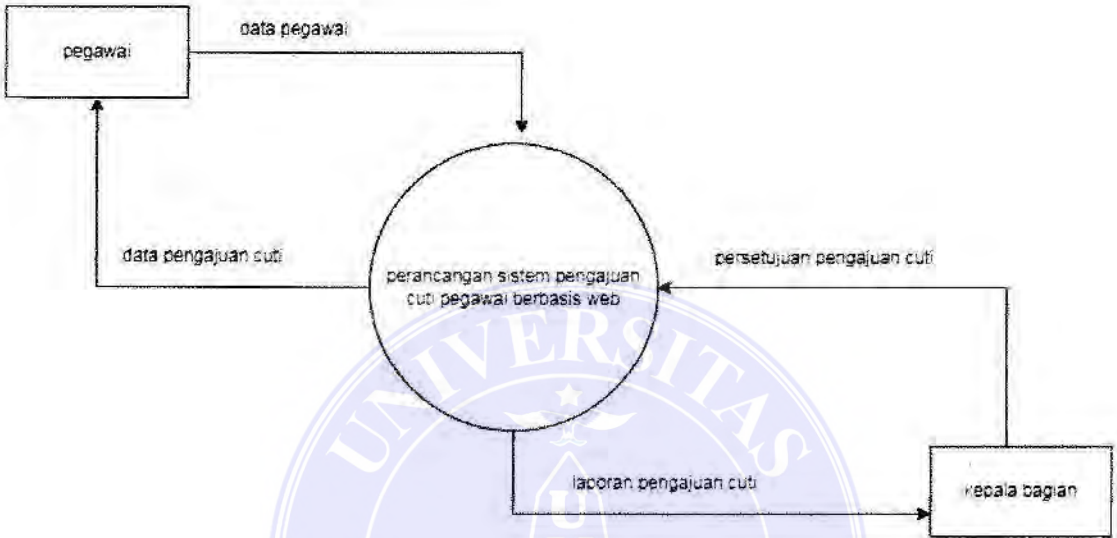 data pegawai
pegawai
data pengajuan cuti
persetujuan pengajuan cuti
perancangan sistem pengajuan
cuti pegawai berbasis web
UNIVERSITAS
laporan pengajuan cuti
kepala bagian
U